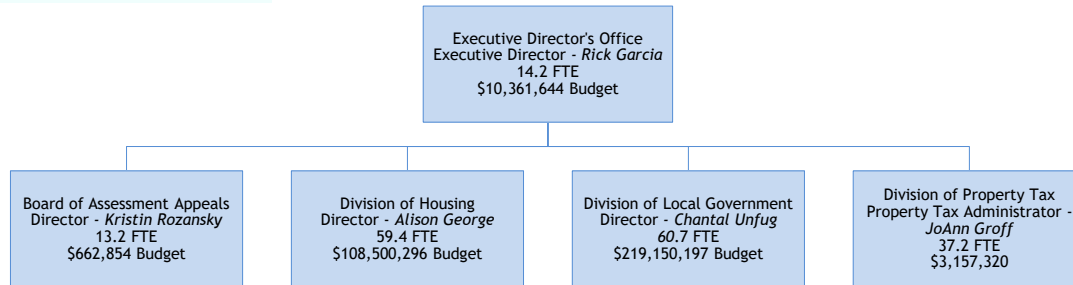 Executive Director's Office
Executive Director - Rick Garcia
14.2 FTE
$10,361,644 Budget
Board of Assessment Appeals
Director - Kristin Rozansky
13.2 FTE
$662,854 Budget
Division of Housing
Director - Alison George
59.4 FTE
$108,500,296 Budget
Division of Local Government
Director - Chantal Unfug
60.7 FTE
$219,150,197 Budget
Division of Property Tax
Property Tax Administrator -
JoAnn Groff
37.2 FTE
$3,157,320